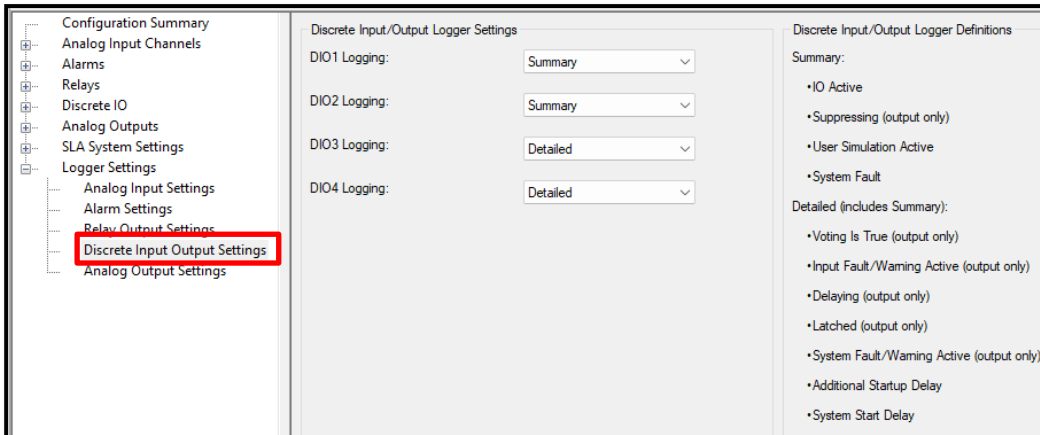 Configuration Summary
Analog Input Channels
Alarms
Relays
Discrete IO
Analog Outputs
SLA System Settings
Logger Settings
Analog Input Settings
Alarm Settings
Relay Output Settings
Discrete Input Output Settings
Analog Output Settings
Discrete Input/Output Logger Settings
DIO1 Logging: Summary
DIO2 Logging: Summary
DIO3 Logging: Detailed
DIO4 Logging: Detailed
Discrete Input/Output Logger Definitions
Summary:
•IO Active
•Suppressing (output only)
•User Simulation Active
•System Fault
Detailed (includes Summary):
•Voting Is True (output only)
•Input Fault/Warning Active (output only)
•Delaying (output only)
•Latched (output only)
•System Fault/Warning Active (output only)
•Additional Startup Delay
•System Start Delay